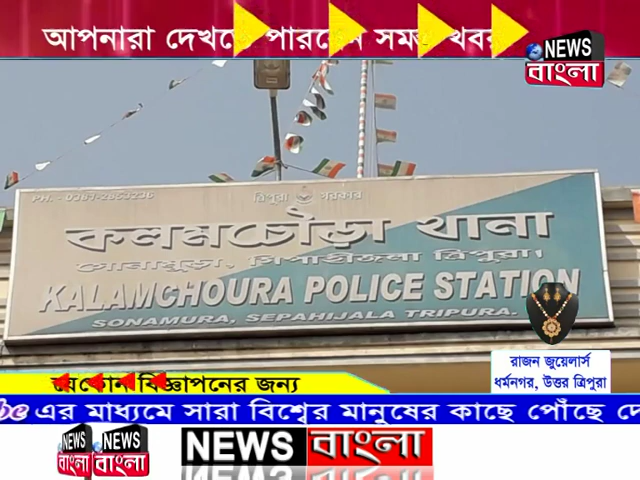 আপনারা দেখতে পারছেন সমস্ত খবর
NEWS
বাংলা
ত্রিপুরা সরকার
কলমচৌঁড়া থানা
সোনামুড়া, সিপাহীজলা ত্রিপুরা।
KALAMCHOURA POLICE STATION
SONAMURA, SEPAHIJALA TRIPURA.
রাজন জুয়েলার্স
ধর্মনগর, উত্তর ত্রিপুরা
যেকোন বিজ্ঞাপনের জন্য
এর মাধ্যমে সারা বিশ্বের মানুষের কাছে পৌঁছে
NEWS
বাংলা
NEWS
বাংলা
NEWS বাংলা